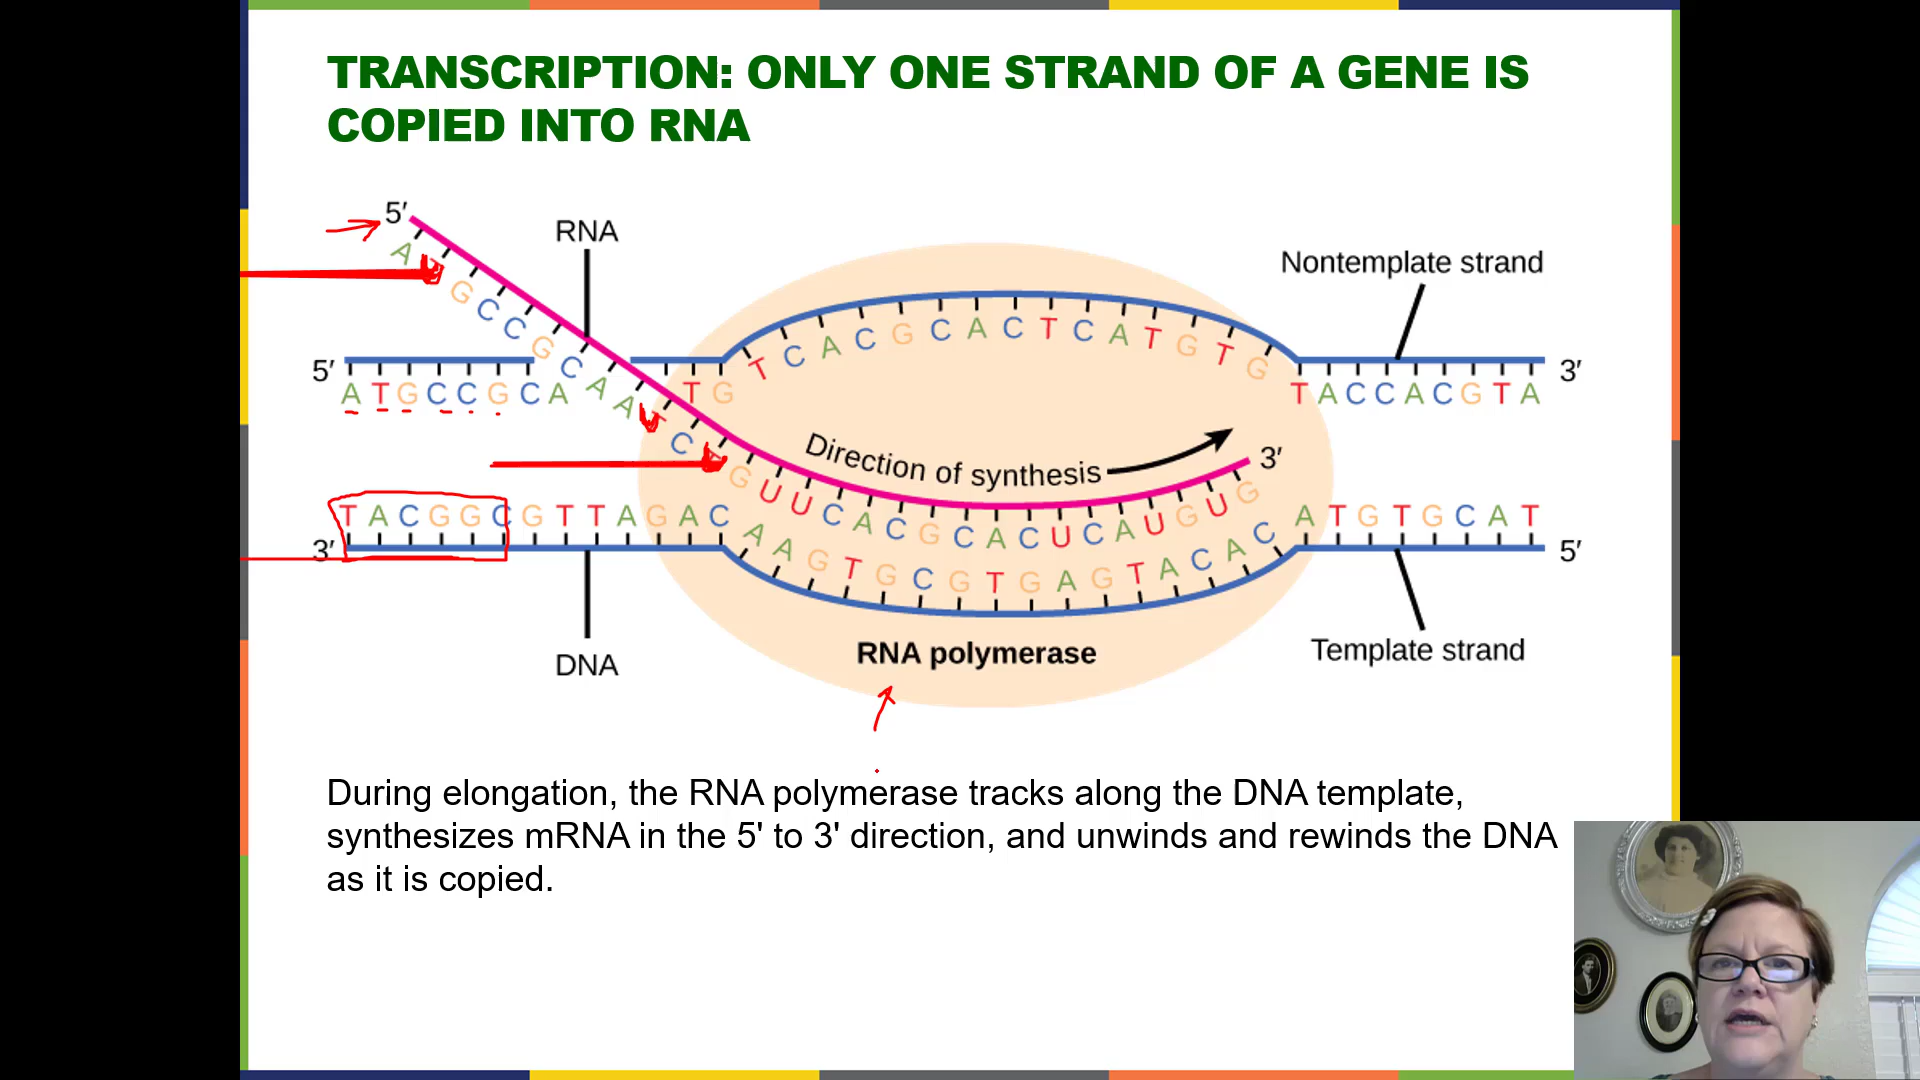 TRANSCRIPTION: ONLY ONE STRAND OF A GENE IS
COPIED INTO RNA
5′
RNA
Nontemplate strand
A U G C C G C A A U C U G U U C A C G C A C U C A U G U G
3′
5′
A T G C C G C A
T G T C A C G C A C T C A T G T G T A C C A C G T A
3′
Direction of synthesis
T A C G G C G T T A G A C A A G T G C G T G A G T A C A C A T G T G C A T
3′
5′
RNA polymerase
Template strand
DNA
During elongation, the RNA polymerase tracks along the DNA template,
synthesizes mRNA in the 5' to 3' direction, and unwinds and rewinds the DNA
as it is copied.